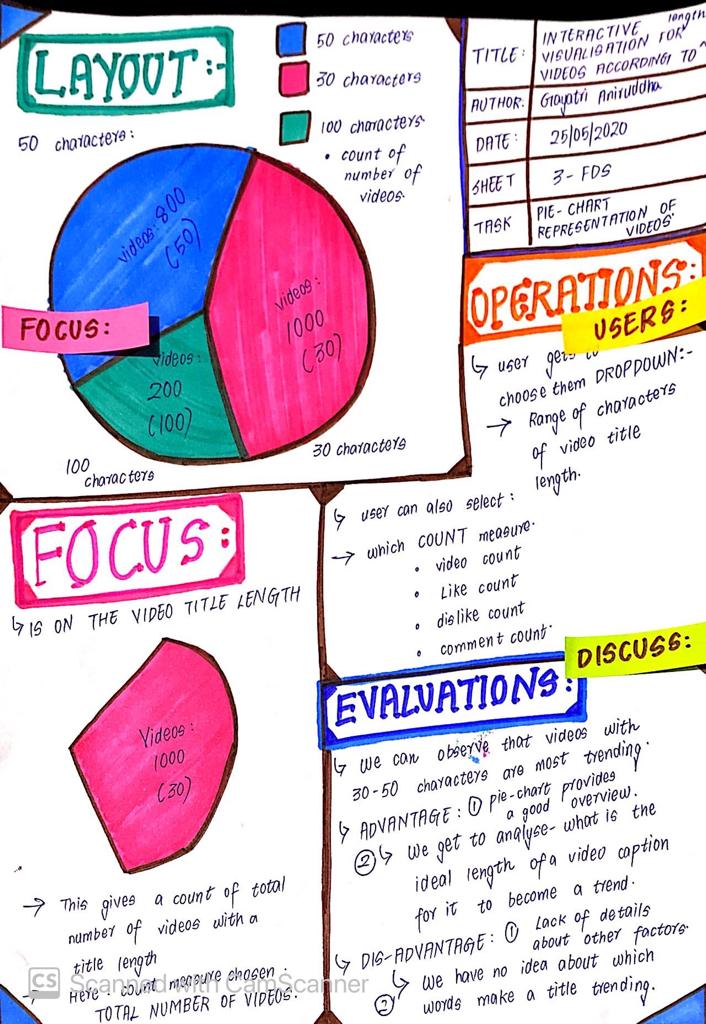 LAYOUT:-
50 characters
30 characters
100 characters
• count of
number of
videos.
50 characters:
videos: 800
(50)
videos:
1000
(30)
videos:
200
(100)
FOCUS:
30 characters
100
characters
TITLE:
INTERACTIVE length
VISUALISATION FOR
VIDEOS ACCORDING TO ^
AUTHOR:
Gayatri Aniruddha
DATE:
25/05/2020
SHEET
3- FDS
TASK
PIE-CHART
REPRESENTATION OF
VIDEOS.
OPERATIONS:
USERS:
↳ user gets to
choose them DROPDOWN:-
→ Range of characters
of video title
length.
↳ user can also select:
→ which COUNT measure.
• video count
• Like count
• dislike count
• comment count.
FOCUS:
↳ IS ON THE VIDEO TITLE LENGTH
Videos:
1000
(30)
→ This gives a count of total
number of videos with a
title length
→ Here: count measure chosen:
TOTAL NUMBER OF VIDEOS.
DISCUSS:
EVALUATIONS:
↳ We can observe that videos with
30-50 characters are most trending.
↳ ADVANTAGE: ① pie-chart provides
a good overview.
② ↳ We get to analyse- what is the
ideal length of a video caption
for it to become a trend.
↳ DIS-ADVANTAGE: ① Lack of details
about other factors.
② ↳ We have no idea about which
words make a title trending.
CS Scanned with CamScanner